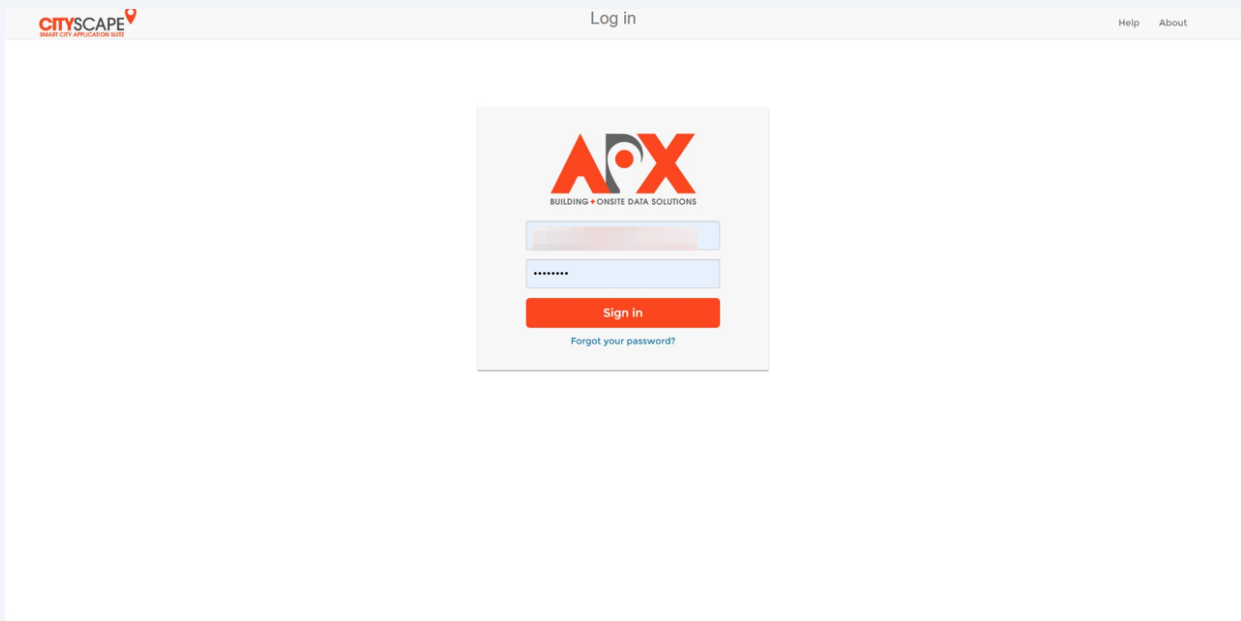 CITYSCAPE
SMART CITY APPLICATION SUITE
Log in
Help About
APX
BUILDING+ONSITE DATA SOLUTIONS
••••••••
Sign in
Forgot your password?